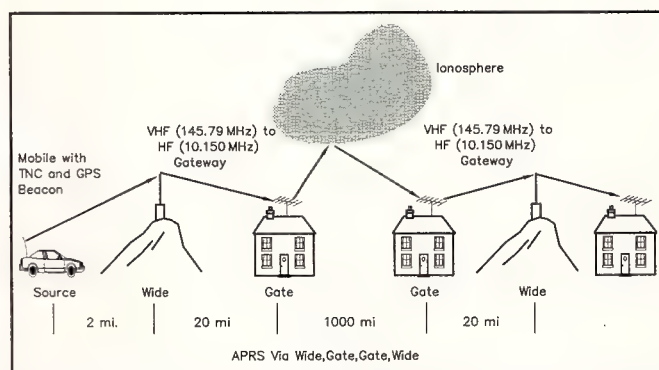 Ionosphere
VHF (145.79 MHz) to
HF (10.150 MHz)
Gateway
VHF (145.79 MHz) to
HF (10.150 MHz)
Gateway
Mobile with
TNC and GPS
Beacon
Source
Wide
Gate
Gate
Wide
2 mi.
20 mi
1000 mi
20 mi
.
APRS Via Wide,Gate,Gate,Wide